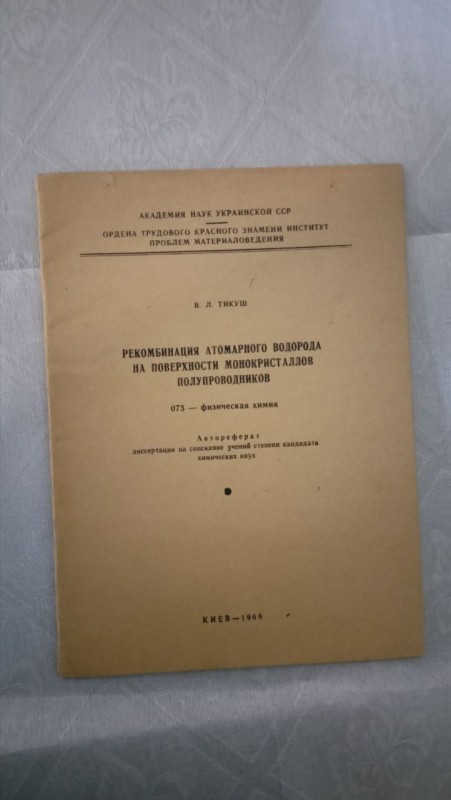 АКАДЕМИЯ НАУК УКРАИНСКОЙ ССР
ОРДЕНА ТРУДОВОГО КРАСНОГО ЗНАМЕНИ ИНСТИТУТ
ПРОБЛЕМ МАТЕРИАЛОВЕДЕНИЯ
В. Л. ТИКУШ
РЕКОМБИНАЦИЯ АТОМАРНОГО ВОДОРОДА
НА ПОВЕРХНОСТИ МОНОКРИСТАЛЛОВ
ПОЛУПРОВОДНИКОВ
073 — физическая химия
Автореферат
диссертации на соискание ученой степени кандидата
химических наук
КИЕВ—1969